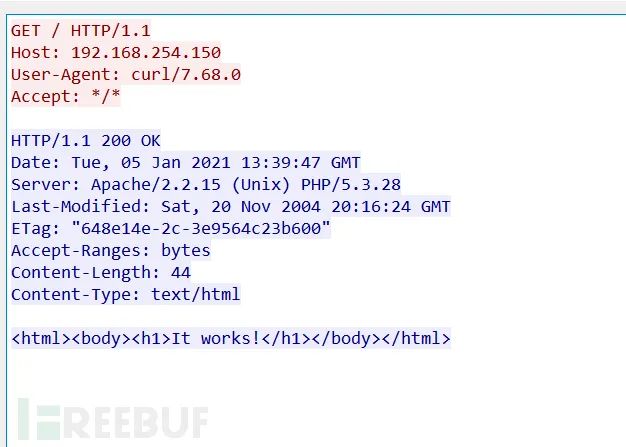 GET / HTTP/1.1
Host: 192.168.254.150
User-Agent: curl/7.68.0
Accept: */*
HTTP/1.1 200 OK
Date: Tue, 05 Jan 2021 13:39:47 GMT
Server: Apache/2.2.15 (Unix) PHP/5.3.28
Last-Modified: Sat, 20 Nov 2004 20:16:24 GMT
ETag: "648e14e-2c-3e9564c23b600"
Accept-Ranges: bytes
Content-Length: 44
Content-Type: text/html
<html><body><h1>It works!</h1></body></html>
FREEBUF